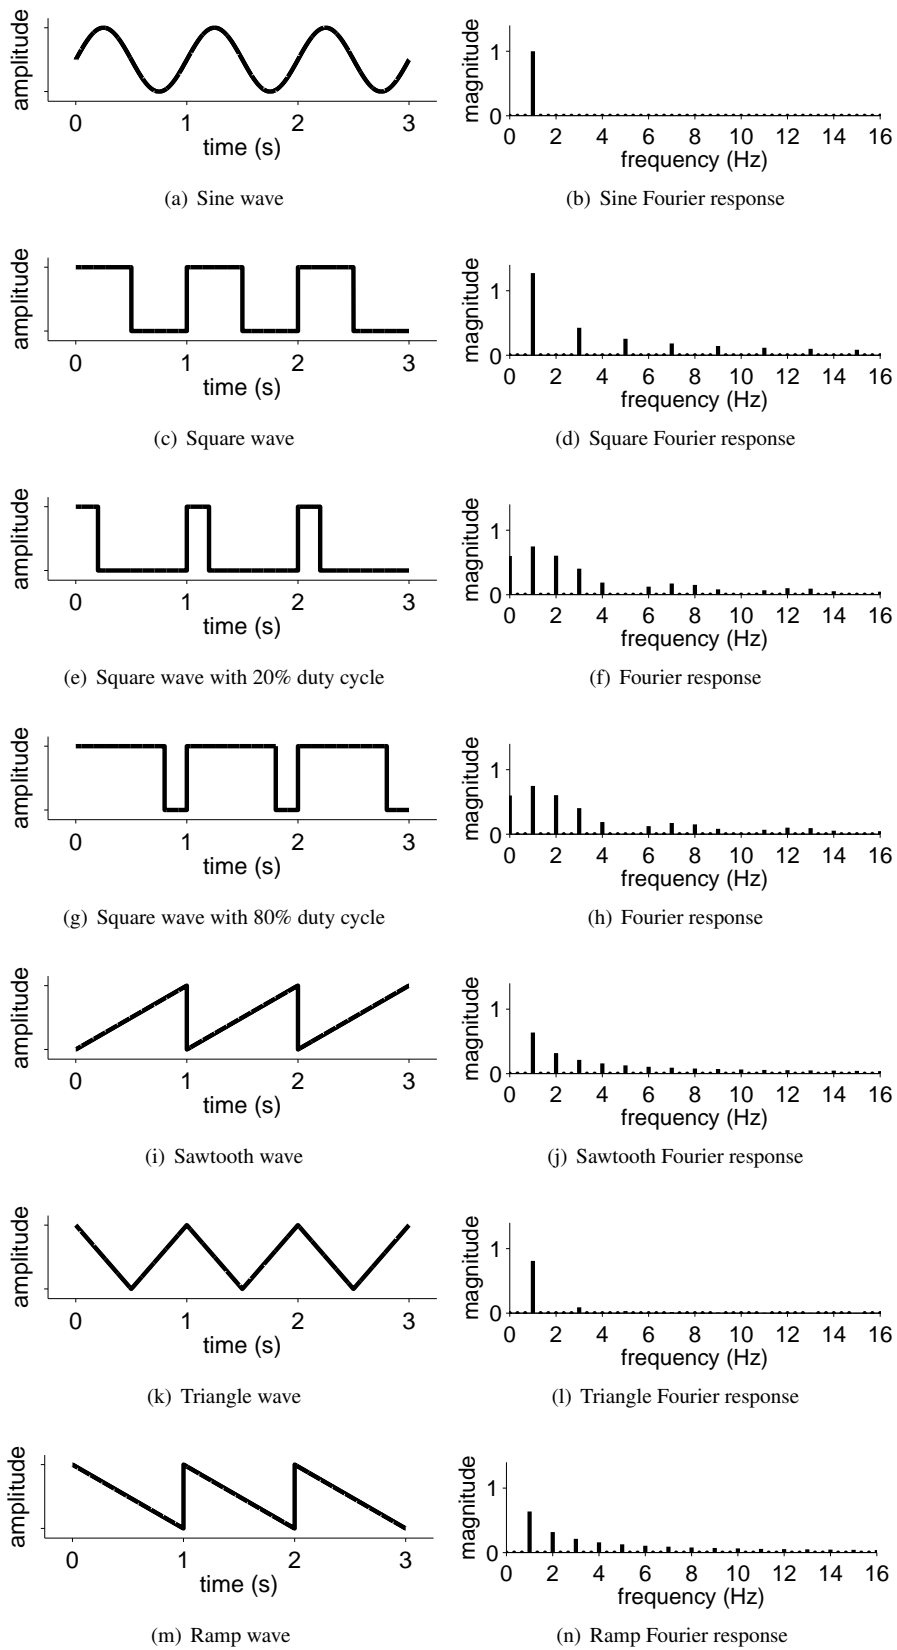 amplitude
0 1 2 3
time (s)
(a) Sine wave
magnitude
1
0
0 2 4 6 8 10 12 14 16
frequency (Hz)
(b) Sine Fourier response
amplitude
0 1 2 3
time (s)
(c) Square wave
magnitude
1
0
0 2 4 6 8 10 12 14 16
frequency (Hz)
(d) Square Fourier response
amplitude
0 1 2 3
time (s)
(e) Square wave with 20% duty cycle
magnitude
1
0
0 2 4 6 8 10 12 14 16
frequency (Hz)
(f) Fourier response
amplitude
0 1 2 3
time (s)
(g) Square wave with 80% duty cycle
magnitude
1
0
0 2 4 6 8 10 12 14 16
frequency (Hz)
(h) Fourier response
amplitude
0 1 2 3
time (s)
(i) Sawtooth wave
magnitude
1
0
0 2 4 6 8 10 12 14 16
frequency (Hz)
(j) Sawtooth Fourier response
amplitude
0 1 2 3
time (s)
(k) Triangle wave
magnitude
1
0
0 2 4 6 8 10 12 14 16
frequency (Hz)
(l) Triangle Fourier response
amplitude
0 1 2 3
time (s)
(m) Ramp wave
magnitude
1
0
0 2 4 6 8 10 12 14 16
frequency (Hz)
(n) Ramp Fourier response